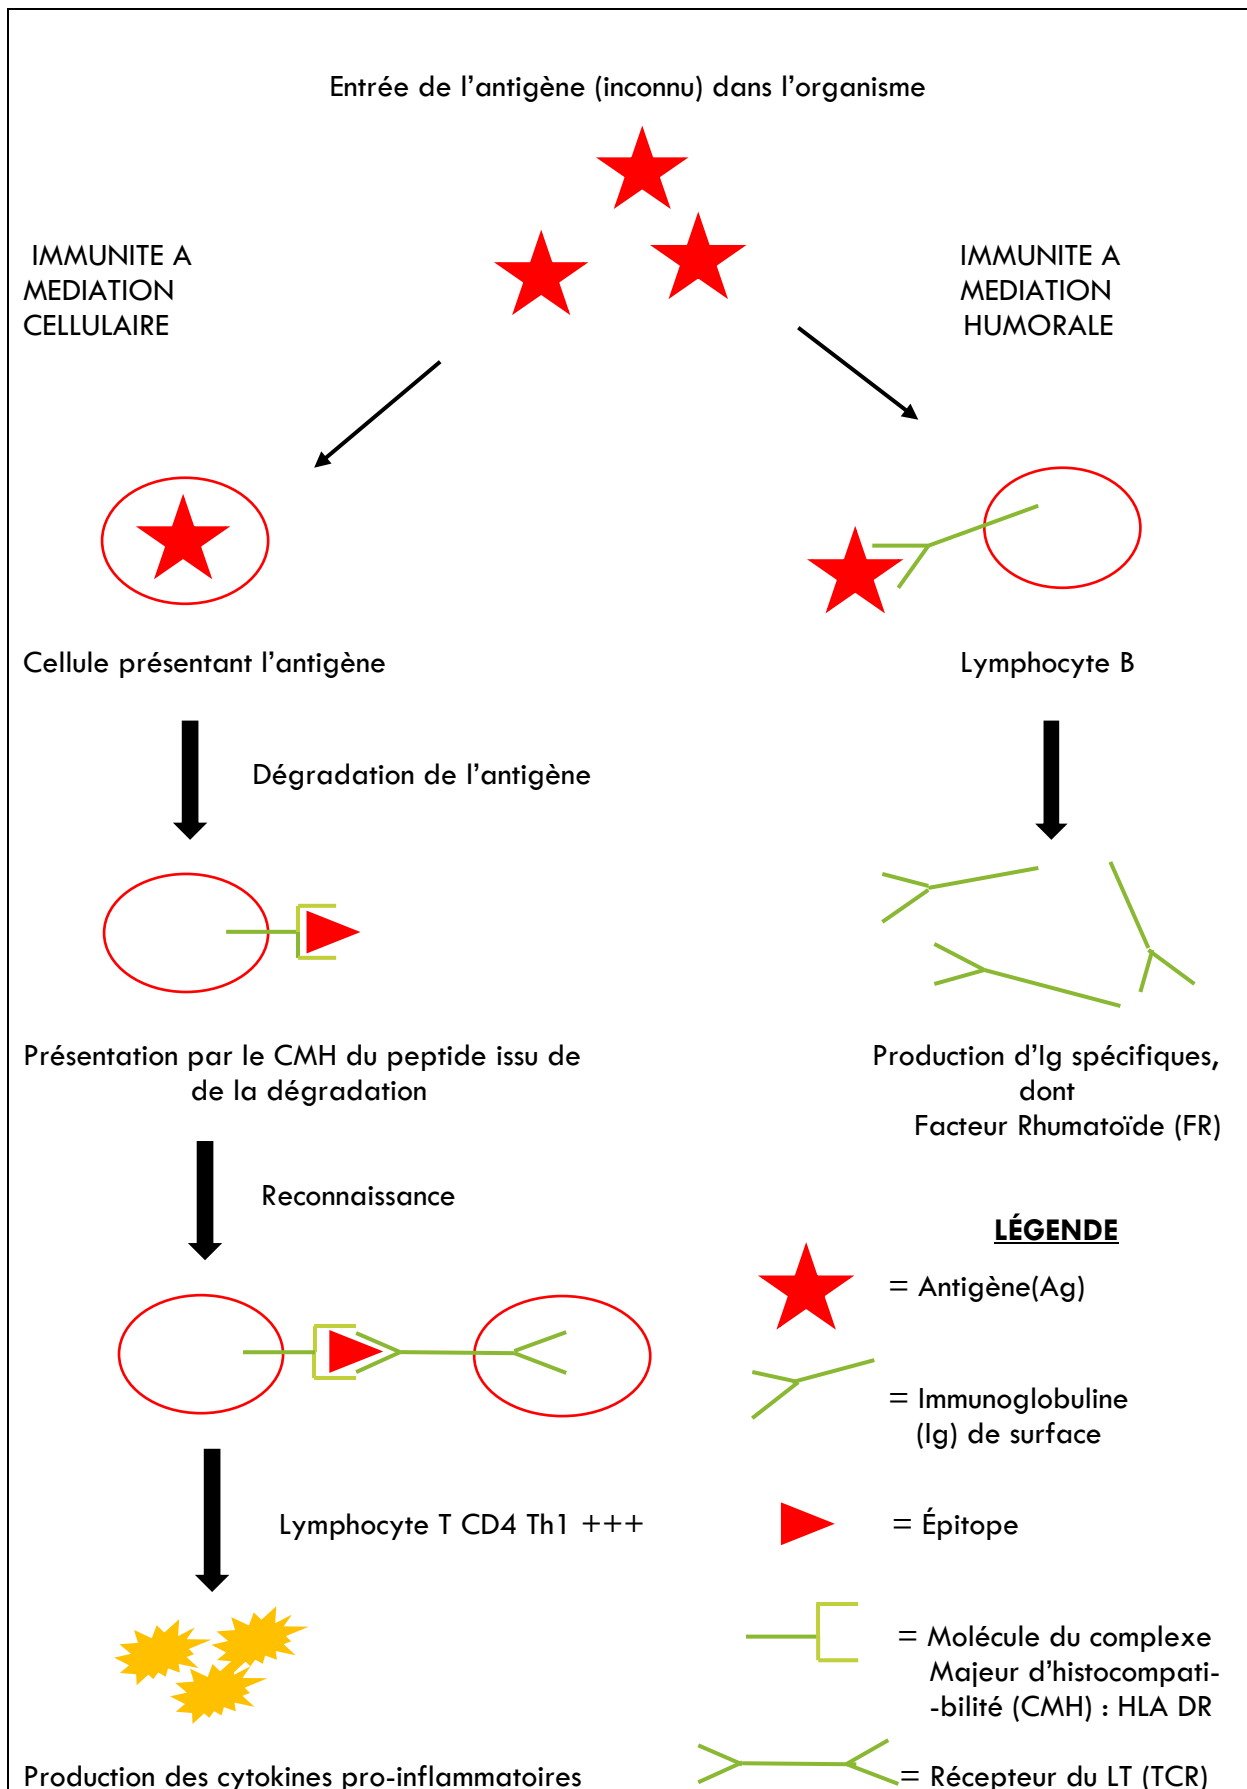 Entrée de l'antigène (inconnu) dans l'organisme
IMMUNITE A
MEDIATION
CELLULAIRE
IMMUNITE A
MEDIATION
HUMORALE
Cellule présentant l'antigène
Lymphocyte B
Dégradation de l'antigène
Présentation par le CMH du peptide issu de
de la dégradation
Production d'Ig spécifiques,
dont
Facteur Rhumatoïde (FR)
Reconnaissance
LÉGENDE
= Antigène(Ag)
= Immunoglobuline
(Ig) de surface
Lymphocyte T CD4 Th1 +++
= Épitope
= Molécule du complexe
Majeur d'histocompati-
-bilité (CMH) : HLA DR
Production des cytokines pro-inflammatoires
= Récepteur du LT (TCR)